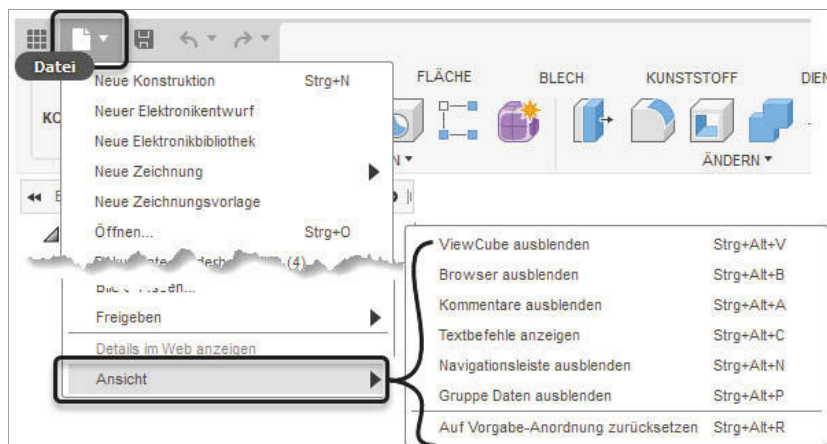 Datei
Neue Konstruktion Strg+N
Neuer Elektronikentwurf
Neue Elektronikbibliothek
Neue Zeichnung
Neue Zeichnungsvorlage
Öffnen... Strg+O
(4)
Freigeben
Details im Web anzeigen
Ansicht
FLÄCHE BLECH KUNSTSTOFF DIEN
KO
ÄNDERN
ViewCube ausblenden Strg+Alt+V
Browser ausblenden Strg+Alt+B
Kommentare ausblenden Strg+Alt+A
Textbefehle anzeigen Strg+Alt+C
Navigationsleiste ausblenden Strg+Alt+N
Gruppe Daten ausblenden Strg+Alt+P
Auf Vorgabe-Anordnung zurücksetzen Strg+Alt+R